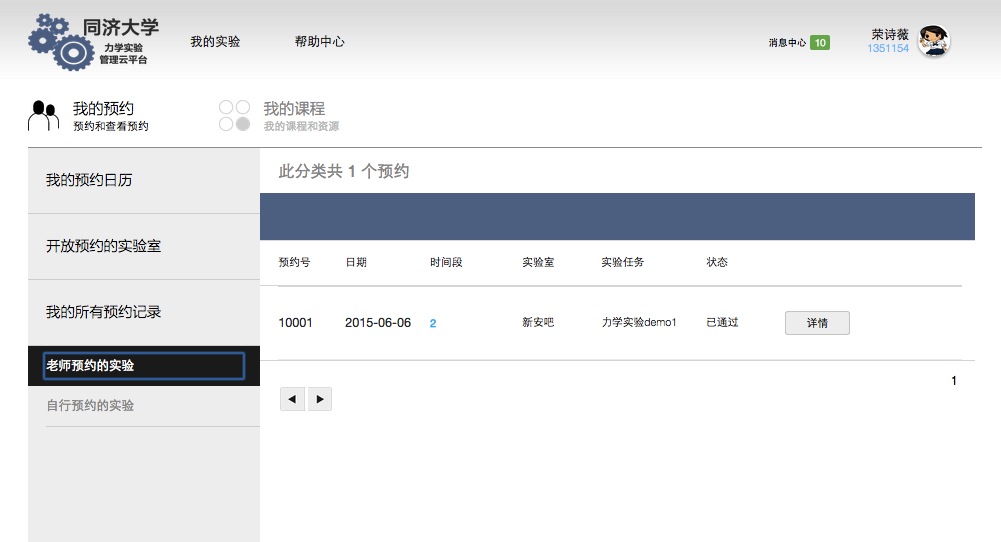 同济大学
力学实验
管理云平台
我的实验
帮助中心
消息中心 10
荣诗薇
1351154
我的预约
预约和查看预约
我的课程
我的课程和资源
我的预约日历
开放预约的实验室
我的所有预约记录
老师预约的实验
自行预约的实验
此分类共 1 个预约
预约号 日期 时间段 实验室 实验任务 状态
10001 2015-06-06 2 新安吧 力学实验demo1 已通过 详情
1